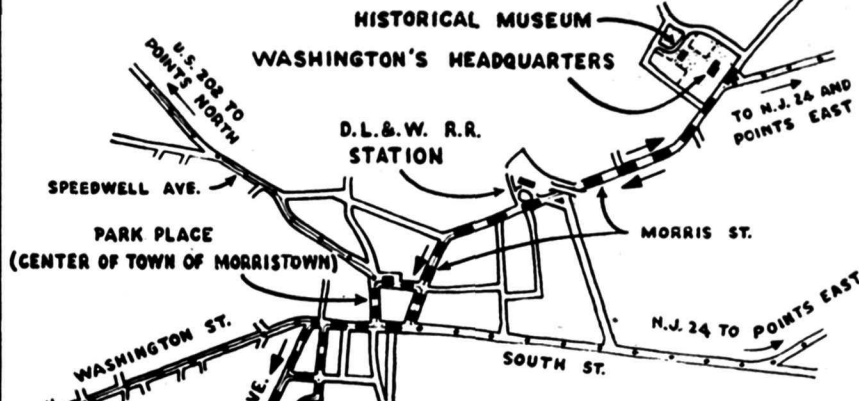 HISTORICAL MUSEUM
WASHINGTON'S HEADQUARTERS
U.S. 202 TO
POINTS NORTH
TO N.J. 24 AND
POINTS EAST
D.L.& W. R.R.
STATION
SPEEDWELL AVE.
MORRIS ST.
PARK PLACE
(CENTER OF TOWN OF MORRISTOWN)
WASHINGTON ST.
N.J. 24 TO POINTS EAST
SOUTH ST.
VE.